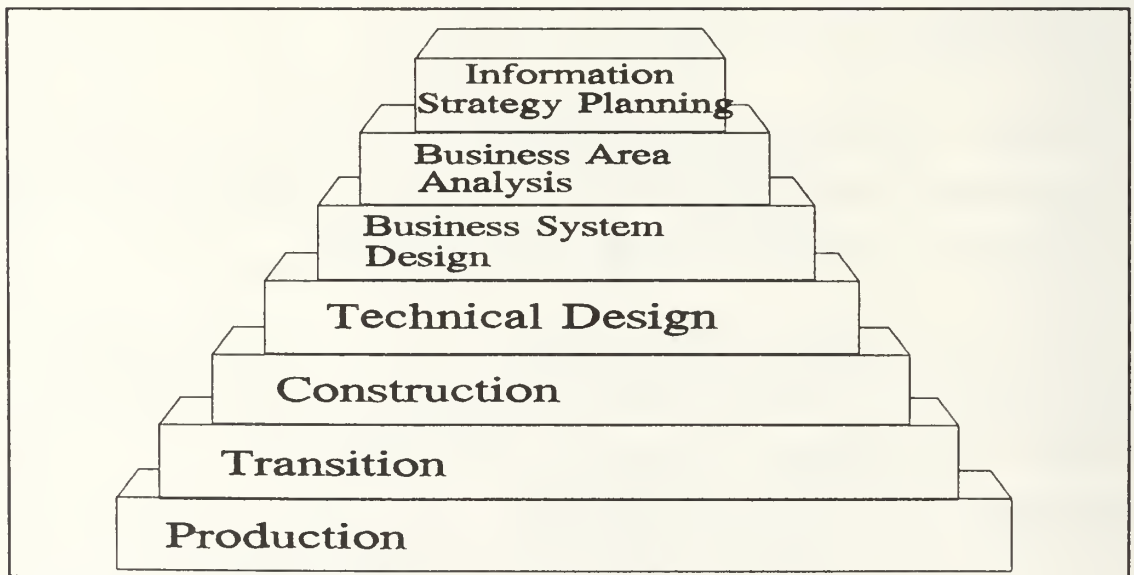 Information
Strategy Planning
Business Area
Analysis
Business System
Design
Technical Design
Construction
Transition
Production